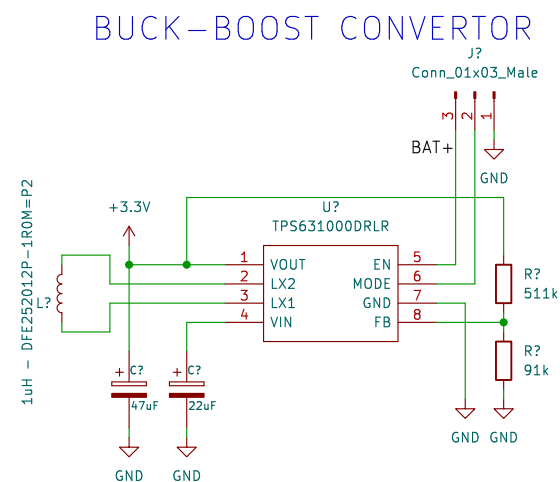 BUCK-BOOST CONVERTOR
J?
Conn_01x03_Male
3
2
1
BAT+
GND
+3.3V
U?
TPS631000DRLR
1uH - DFE252012P-1R0M=P2
L?
1 VOUT
2 LX2
3 LX1
4 VIN
EN 5
MODE 6
GND 7
FB 8
R?
511k
R?
91k
+ C?
47uF
+ C?
22uF
GND
GND
GND
GND